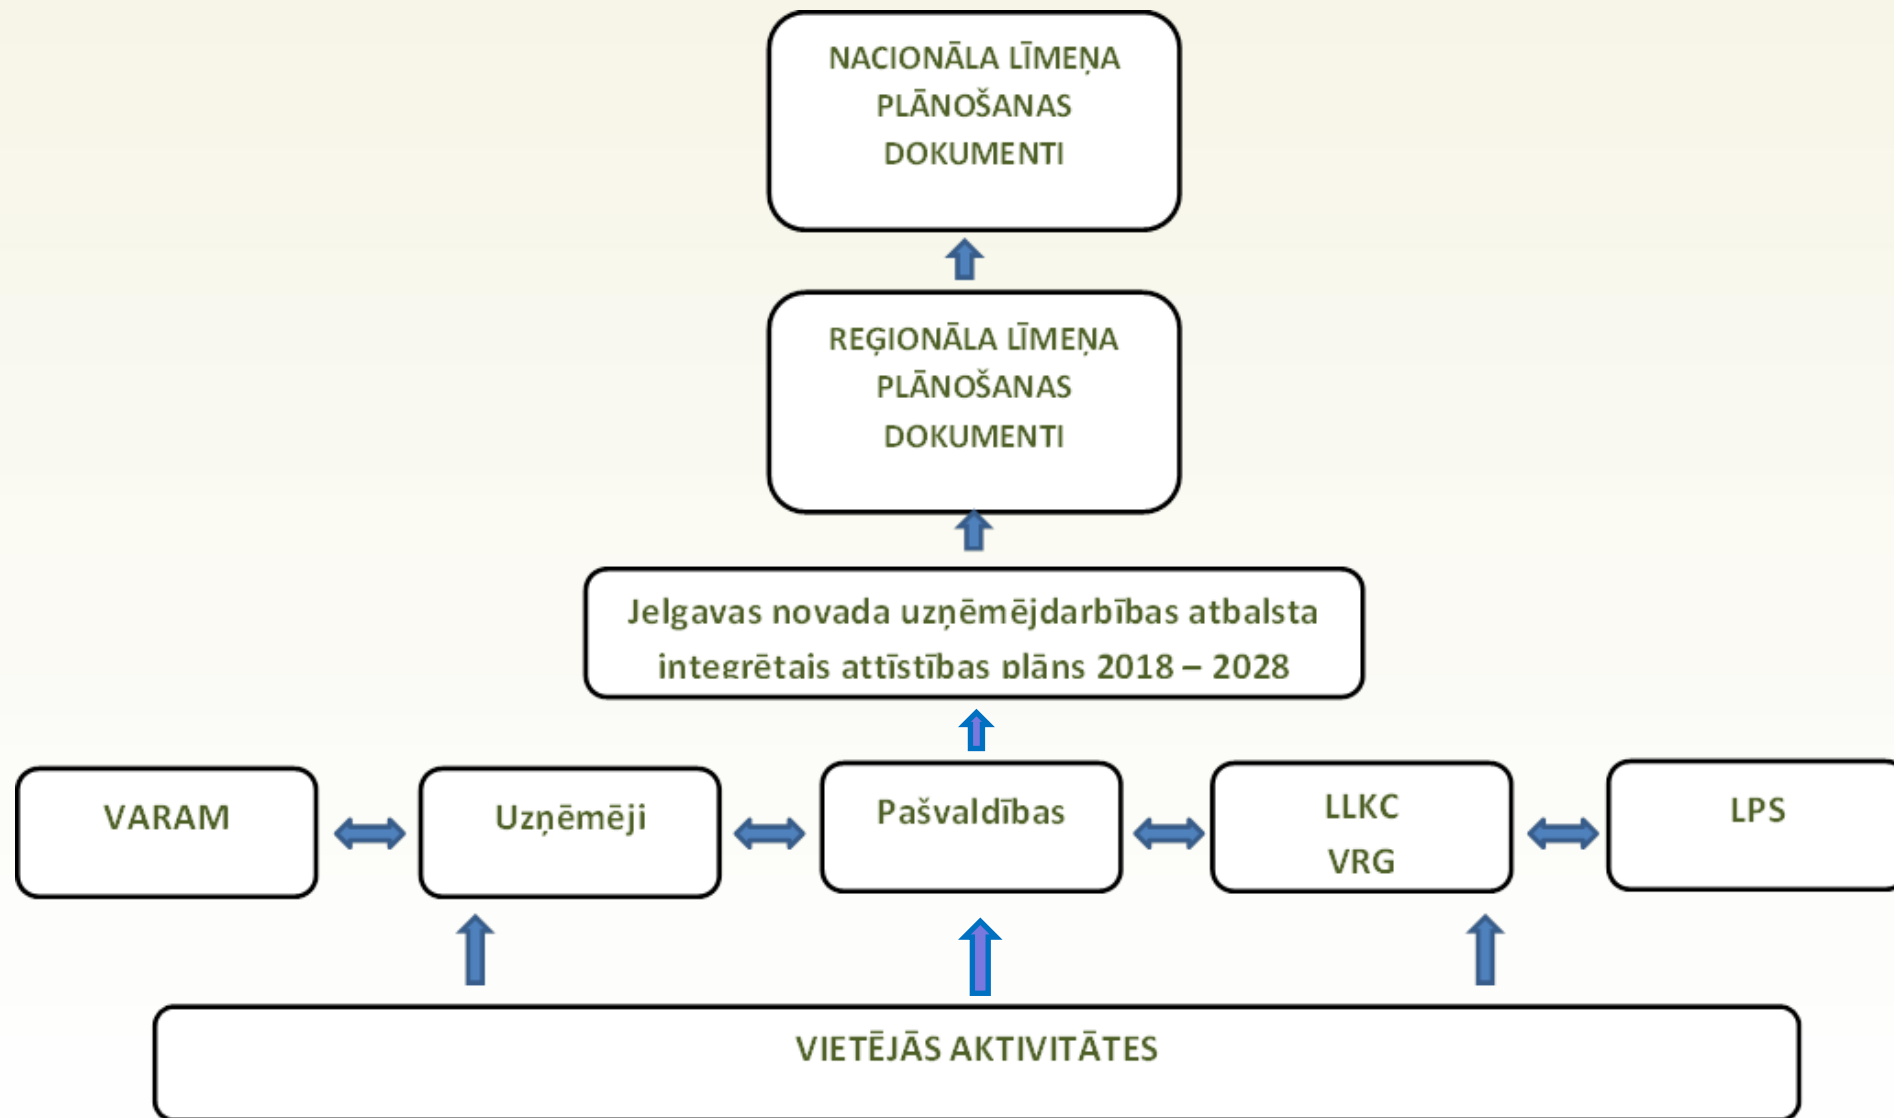 NACIONĀLA LĪMEŅA
PLĀNOŠANAS
DOKUMENTI
REĢIONĀLA LĪMEŅA
PLĀNOŠANAS
DOKUMENTI
Jelgavas novada uzņēmējdarbības atbalsta
integrētais attīstības plāns 2018 – 2028
VARAM
Uzņēmēji
Pašvaldības
LLKC
VRG
LPS
VIETĒJĀS AKTIVITĀTES